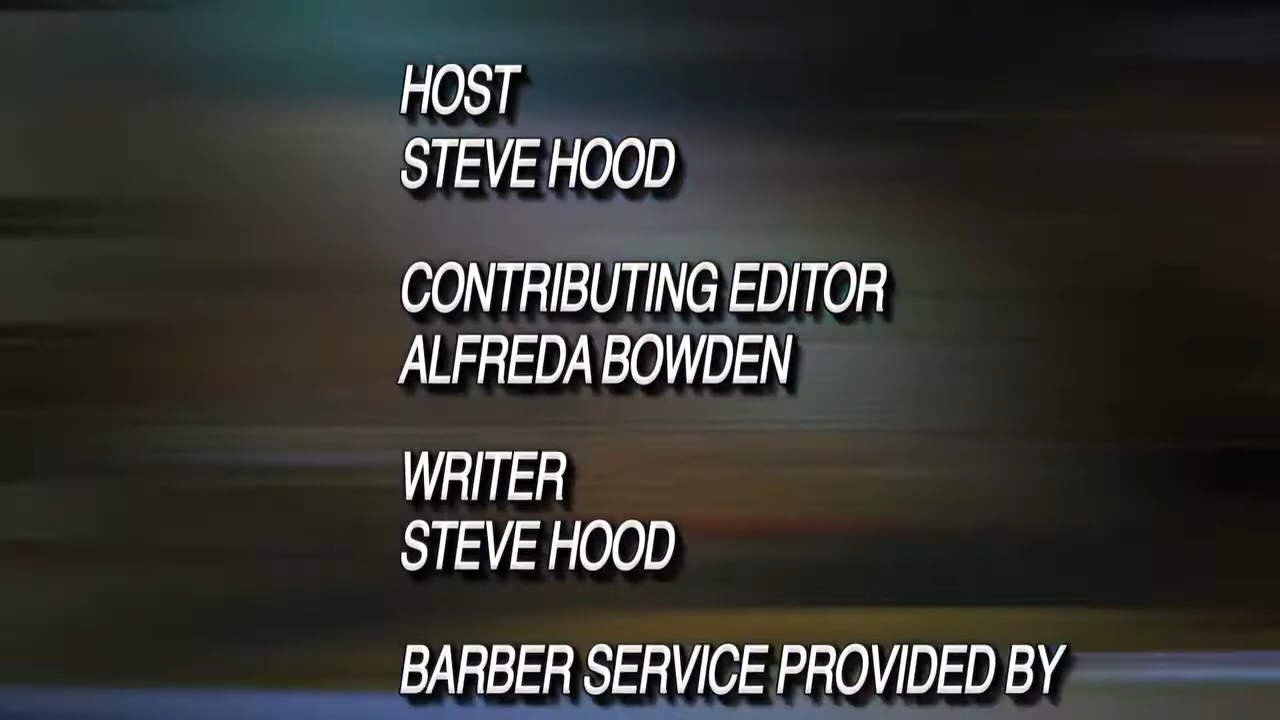 HOST
STEVE HOOD
CONTRIBUTING EDITOR
ALFREDA BOWDEN
WRITER
STEVE HOOD
BARBER SERVICE PROVIDED BY